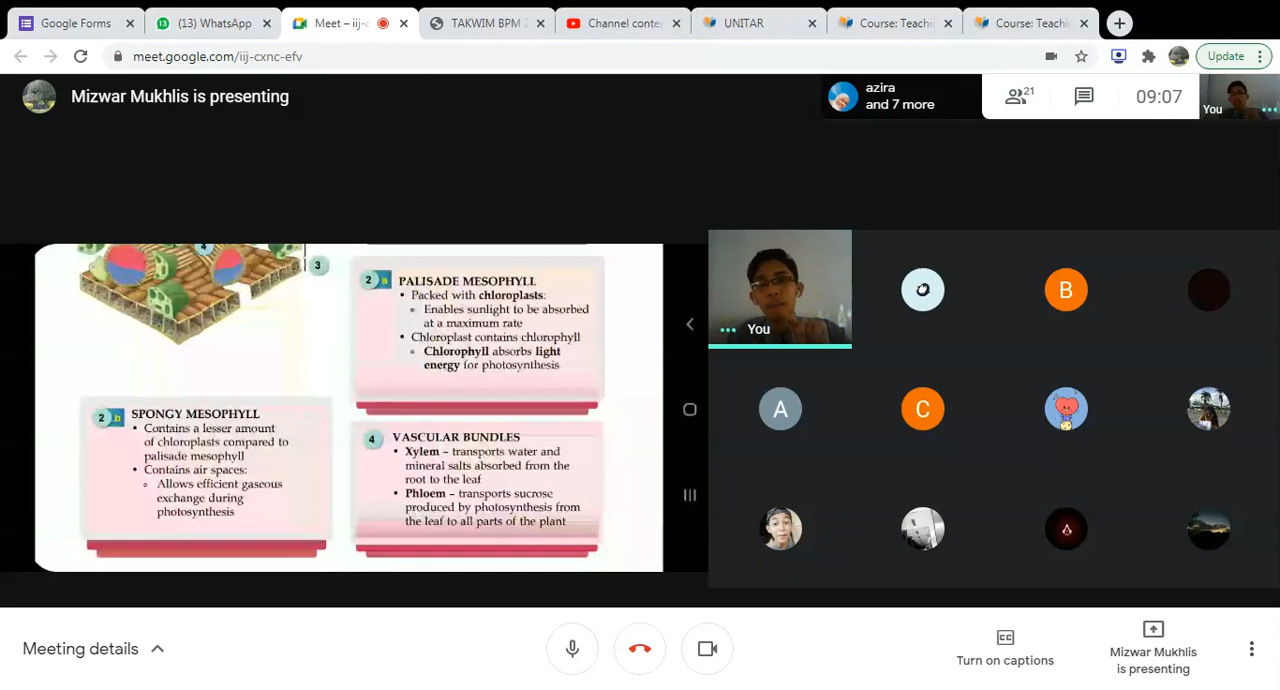 Google Forms
(13) WhatsApp
Meet – iij-c
TAKWIM BPM 2
Channel conte
UNITAR
Course: Teachi
Course: Teachi
meet.google.com/iij-cxnc-efv
Update
Mizwar Mukhlis is presenting
azira
and 7 more
21
09:07
You
4
3
2 a PALISADE MESOPHYLL
• Packed with chloroplasts:
Enables sunlight to be absorbed
at a maximum rate
• Chloroplast contains chlorophyll
Chlorophyll absorbs light
energy for photosynthesis
2 b SPONGY MESOPHYLL
• Contains a lesser amount
of chloroplasts compared to
palisade mesophyll
• Contains air spaces:
Allows efficient gaseous
exchange during
photosynthesis
4 VASCULAR BUNDLES
• Xylem – transports water and
mineral salts absorbed from the
root to the leaf
• Phloem – transports sucrose
produced by photosynthesis from
the leaf to all parts of the plant
You
B
A
C
Meeting details
Turn on captions
Mizwar Mukhlis
is presenting